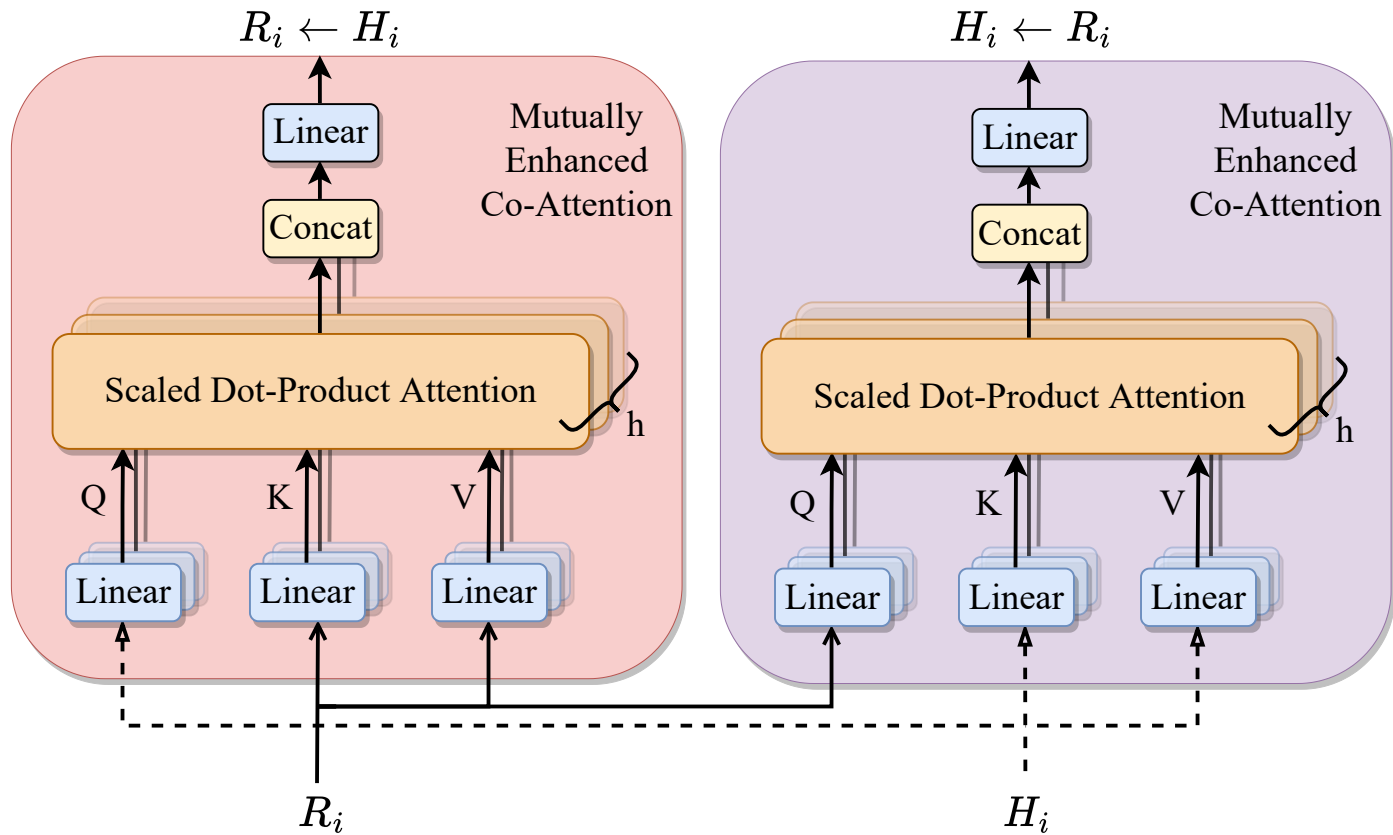 R_i ← H_i
Linear
Mutually
Enhanced
Co-Attention
Concat
Scaled Dot-Product Attention
h
Q
K
V
Linear
Linear
Linear
H_i ← R_i
Linear
Mutually
Enhanced
Co-Attention
Concat
Scaled Dot-Product Attention
h
Q
K
V
Linear
Linear
Linear
R_i
H_i